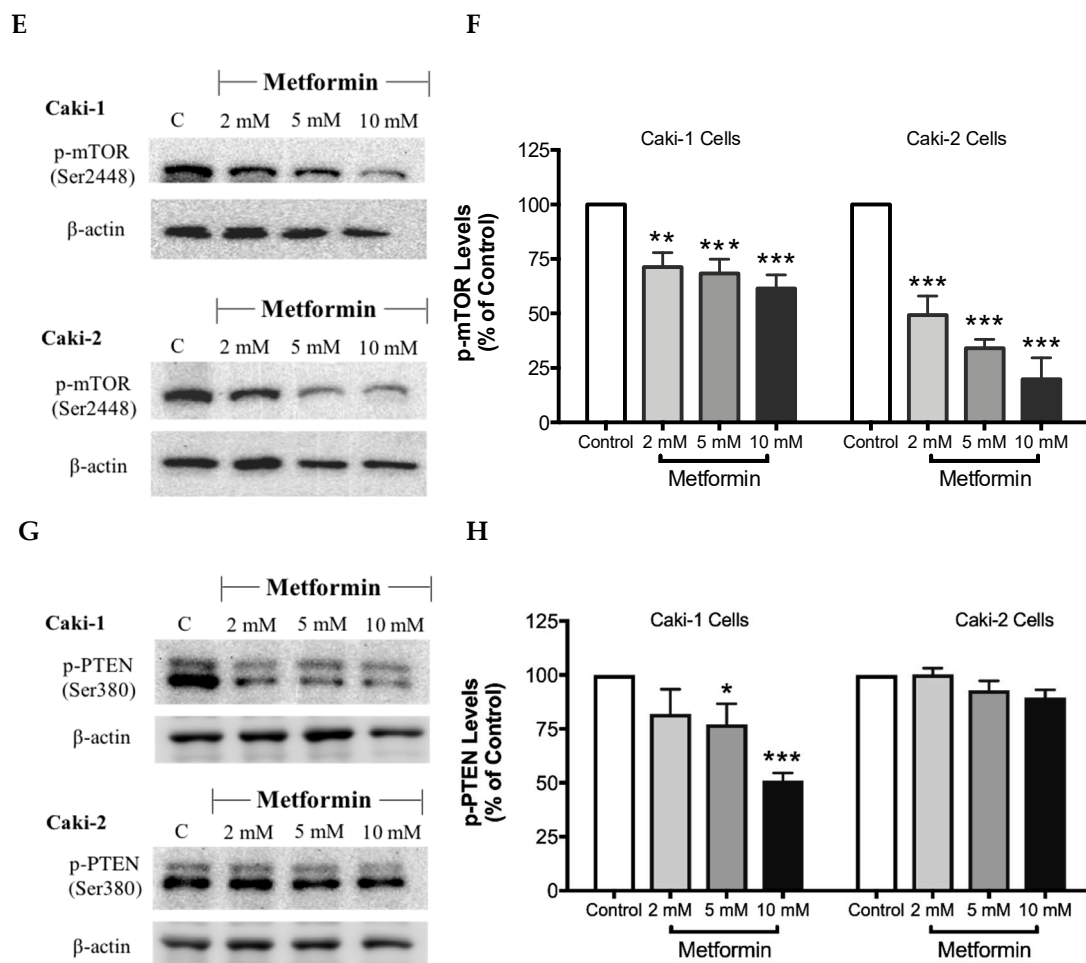 E
Metformin
Caki-1
C 2 mM 5 mM 10 mM
p-mTOR
(Ser2448)
β-actin
Metformin
Caki-2
C 2 mM 5 mM 10 mM
p-mTOR
(Ser2448)
β-actin
F
Caki-1 Cells Caki-2 Cells
p-mTOR Levels
(% of Control)
125
100
75
50
25
0
** *** *** *** *** ***
Control 2 mM 5 mM 10 mM Control 2 mM 5 mM 10 mM
Metformin Metformin
G
Metformin
Caki-1
C 2 mM 5 mM 10 mM
p-PTEN
(Ser380)
β-actin
Metformin
Caki-2
C 2 mM 5 mM 10 mM
p-PTEN
(Ser380)
β-actin
H
Caki-1 Cells Caki-2 Cells
p-PTEN Levels
(% of Control)
125
100
75
50
25
0
* ***
Control 2 mM 5 mM 10 mM Control 2 mM 5 mM 10 mM
Metformin Metformin